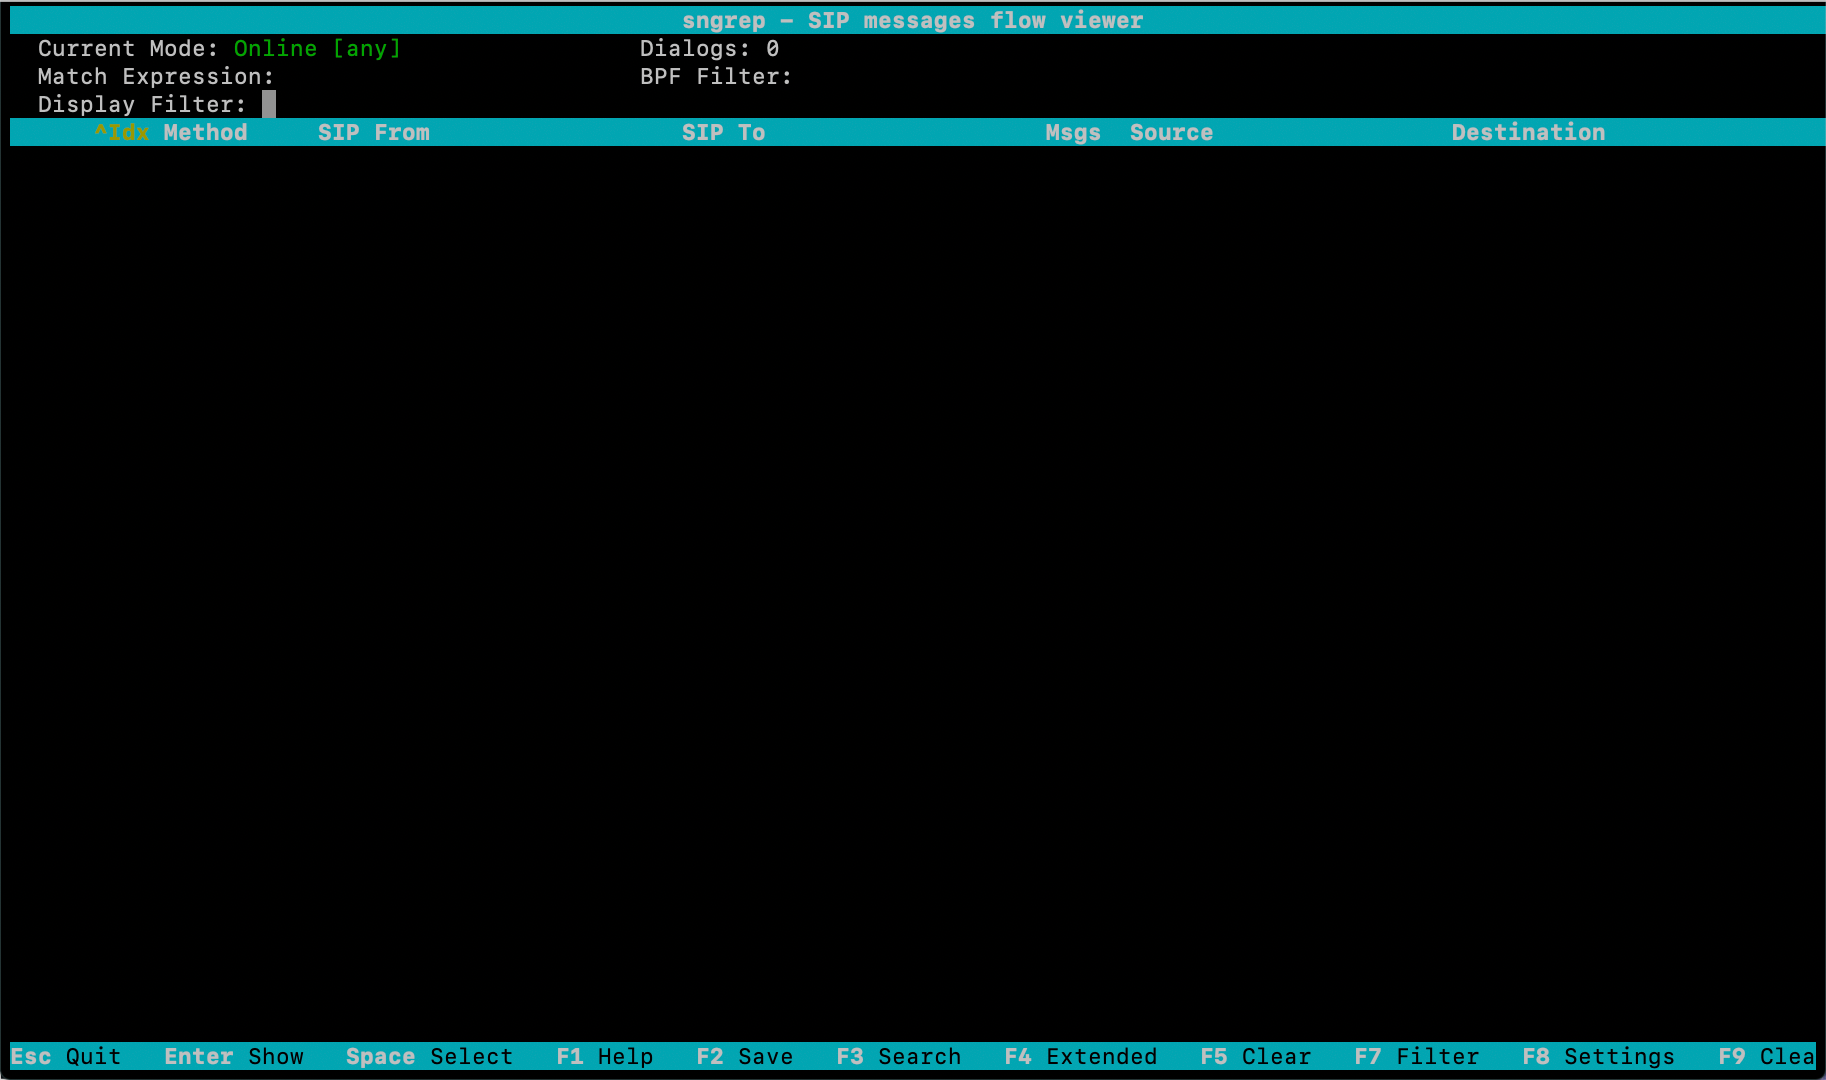 sngrep - SIP messages flow viewer
Current Mode: Online [any] Dialogs: 0
Match Expression: BPF Filter:
Display Filter:
^Idx Method SIP From SIP To Msgs Source Destination
Esc Quit Enter Show Space Select F1 Help F2 Save F3 Search F4 Extended F5 Clear F7 Filter F8 Settings F9 Clea